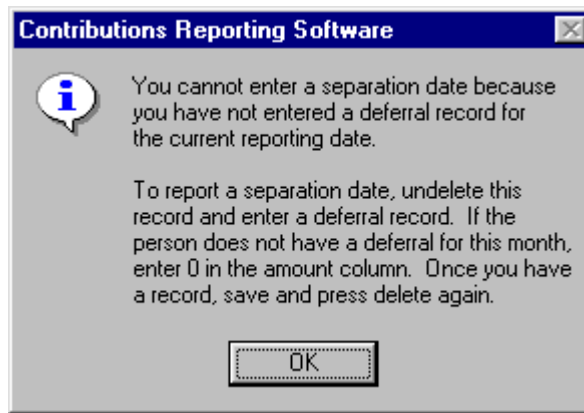 Contributions Reporting Software
You cannot enter a separation date because
you have not entered a deferral record for
the current reporting date.
To report a separation date, undelete this
record and enter a deferral record.  If the
person does not have a deferral for this month,
enter 0 in the amount column.  Once you have
a record, save and press delete again.
OK